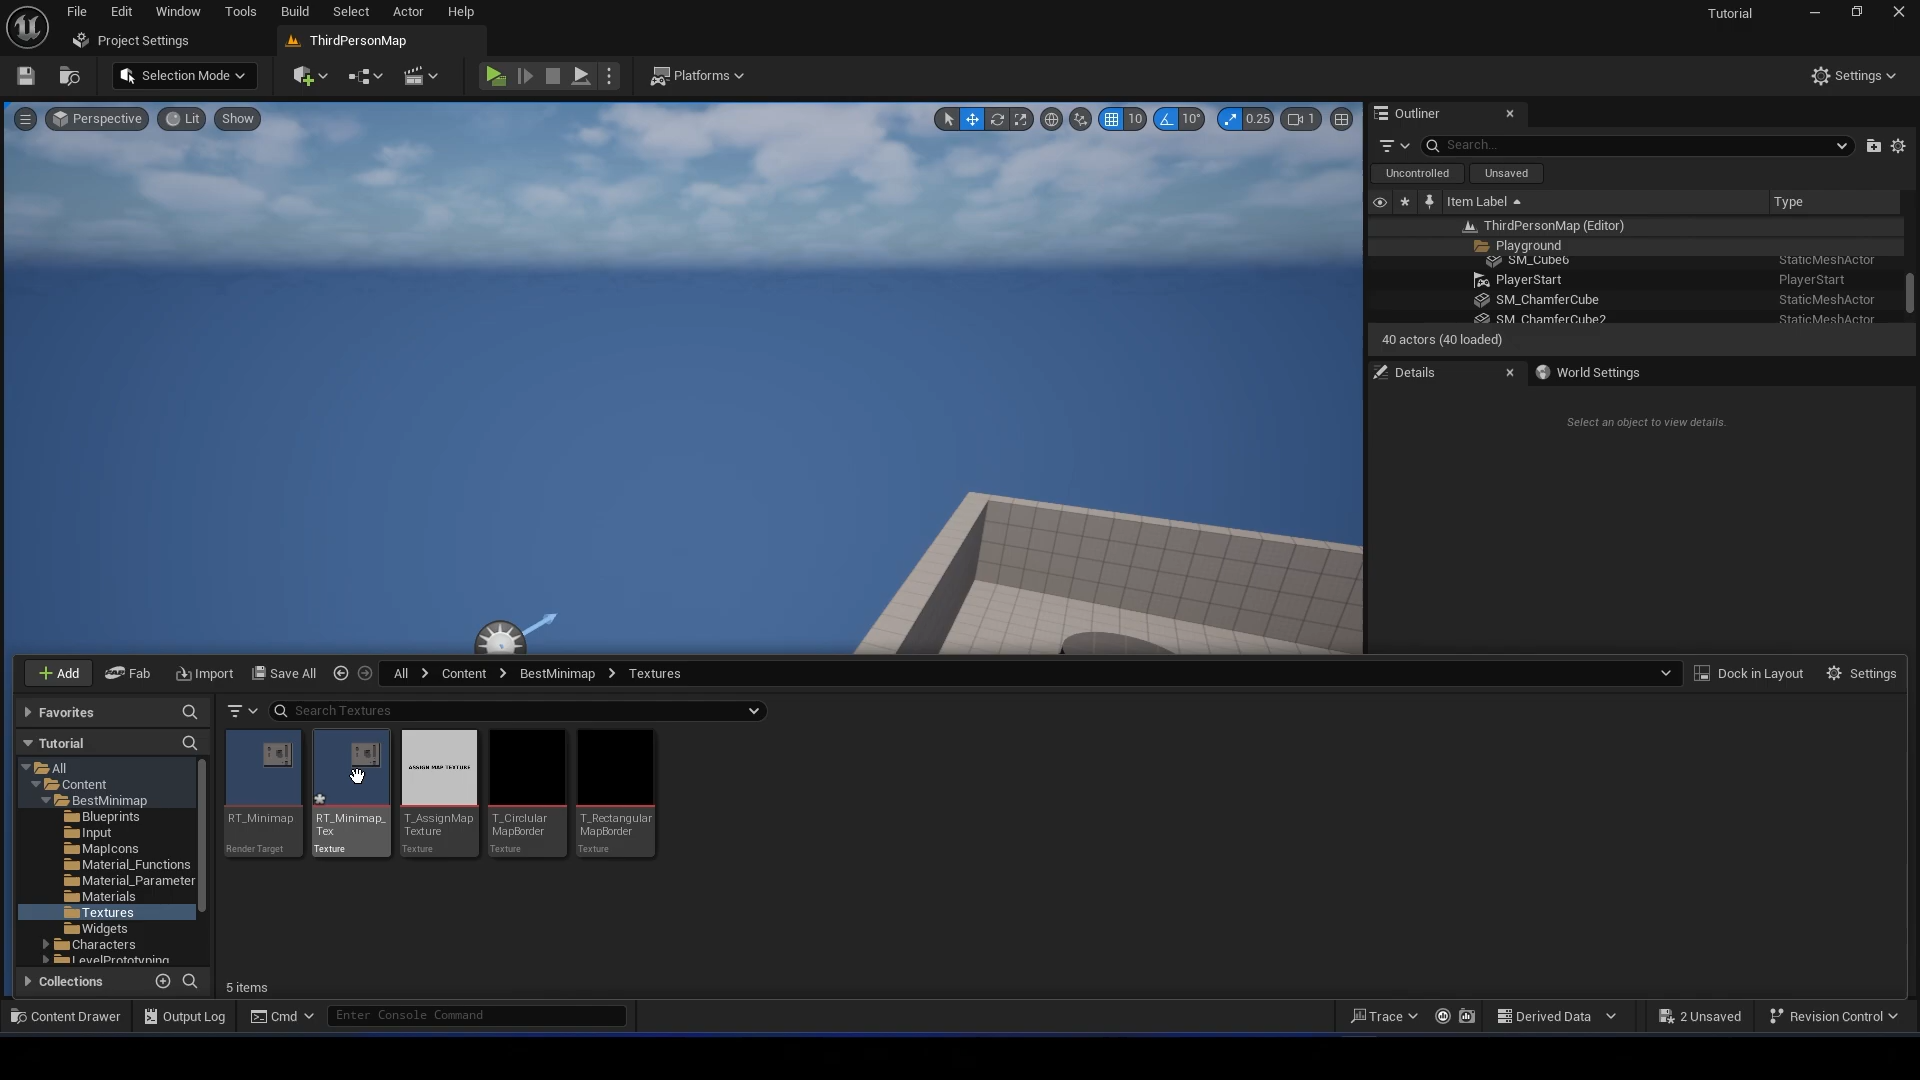 File Edit Window Tools Build Select Actor Help
Tutorial
Project Settings
ThirdPersonMap
Selection Mode
Platforms
Settings
Perspective
Lit
Show
10
10°
0.25
1
Outliner
Search...
Uncontrolled
Unsaved
Item Label
Type
ThirdPersonMap (Editor)
Playground
SM_Cube6 StaticMeshActor
PlayerStart PlayerStart
SM_ChamferCube StaticMeshActor
SM_ChamferCube2 StaticMeshActor
40 actors (40 loaded)
Details
World Settings
Select an object to view details.
Add
Fab
Import
Save All
All > Content > BestMinimap > Textures
Dock in Layout
Settings
Favorites
Search Textures
Tutorial
All
Content
BestMinimap
Blueprints
Input
MapIcons
Material_Functions
Material_Parameter
Materials
Textures
Widgets
Characters
LevelPrototyping
Collections
ASSIGN MAP TEXTURE
RT_Minimap
Render Target
RT_Minimap_
Tex
Texture
T_AssignMap
Texture
Texture
T_Circlular
MapBorder
Texture
T_Rectangular
MapBorder
Texture
5 items
Content Drawer
Output Log
Cmd
Enter Console Command
Trace
Derived Data
2 Unsaved
Revision Control